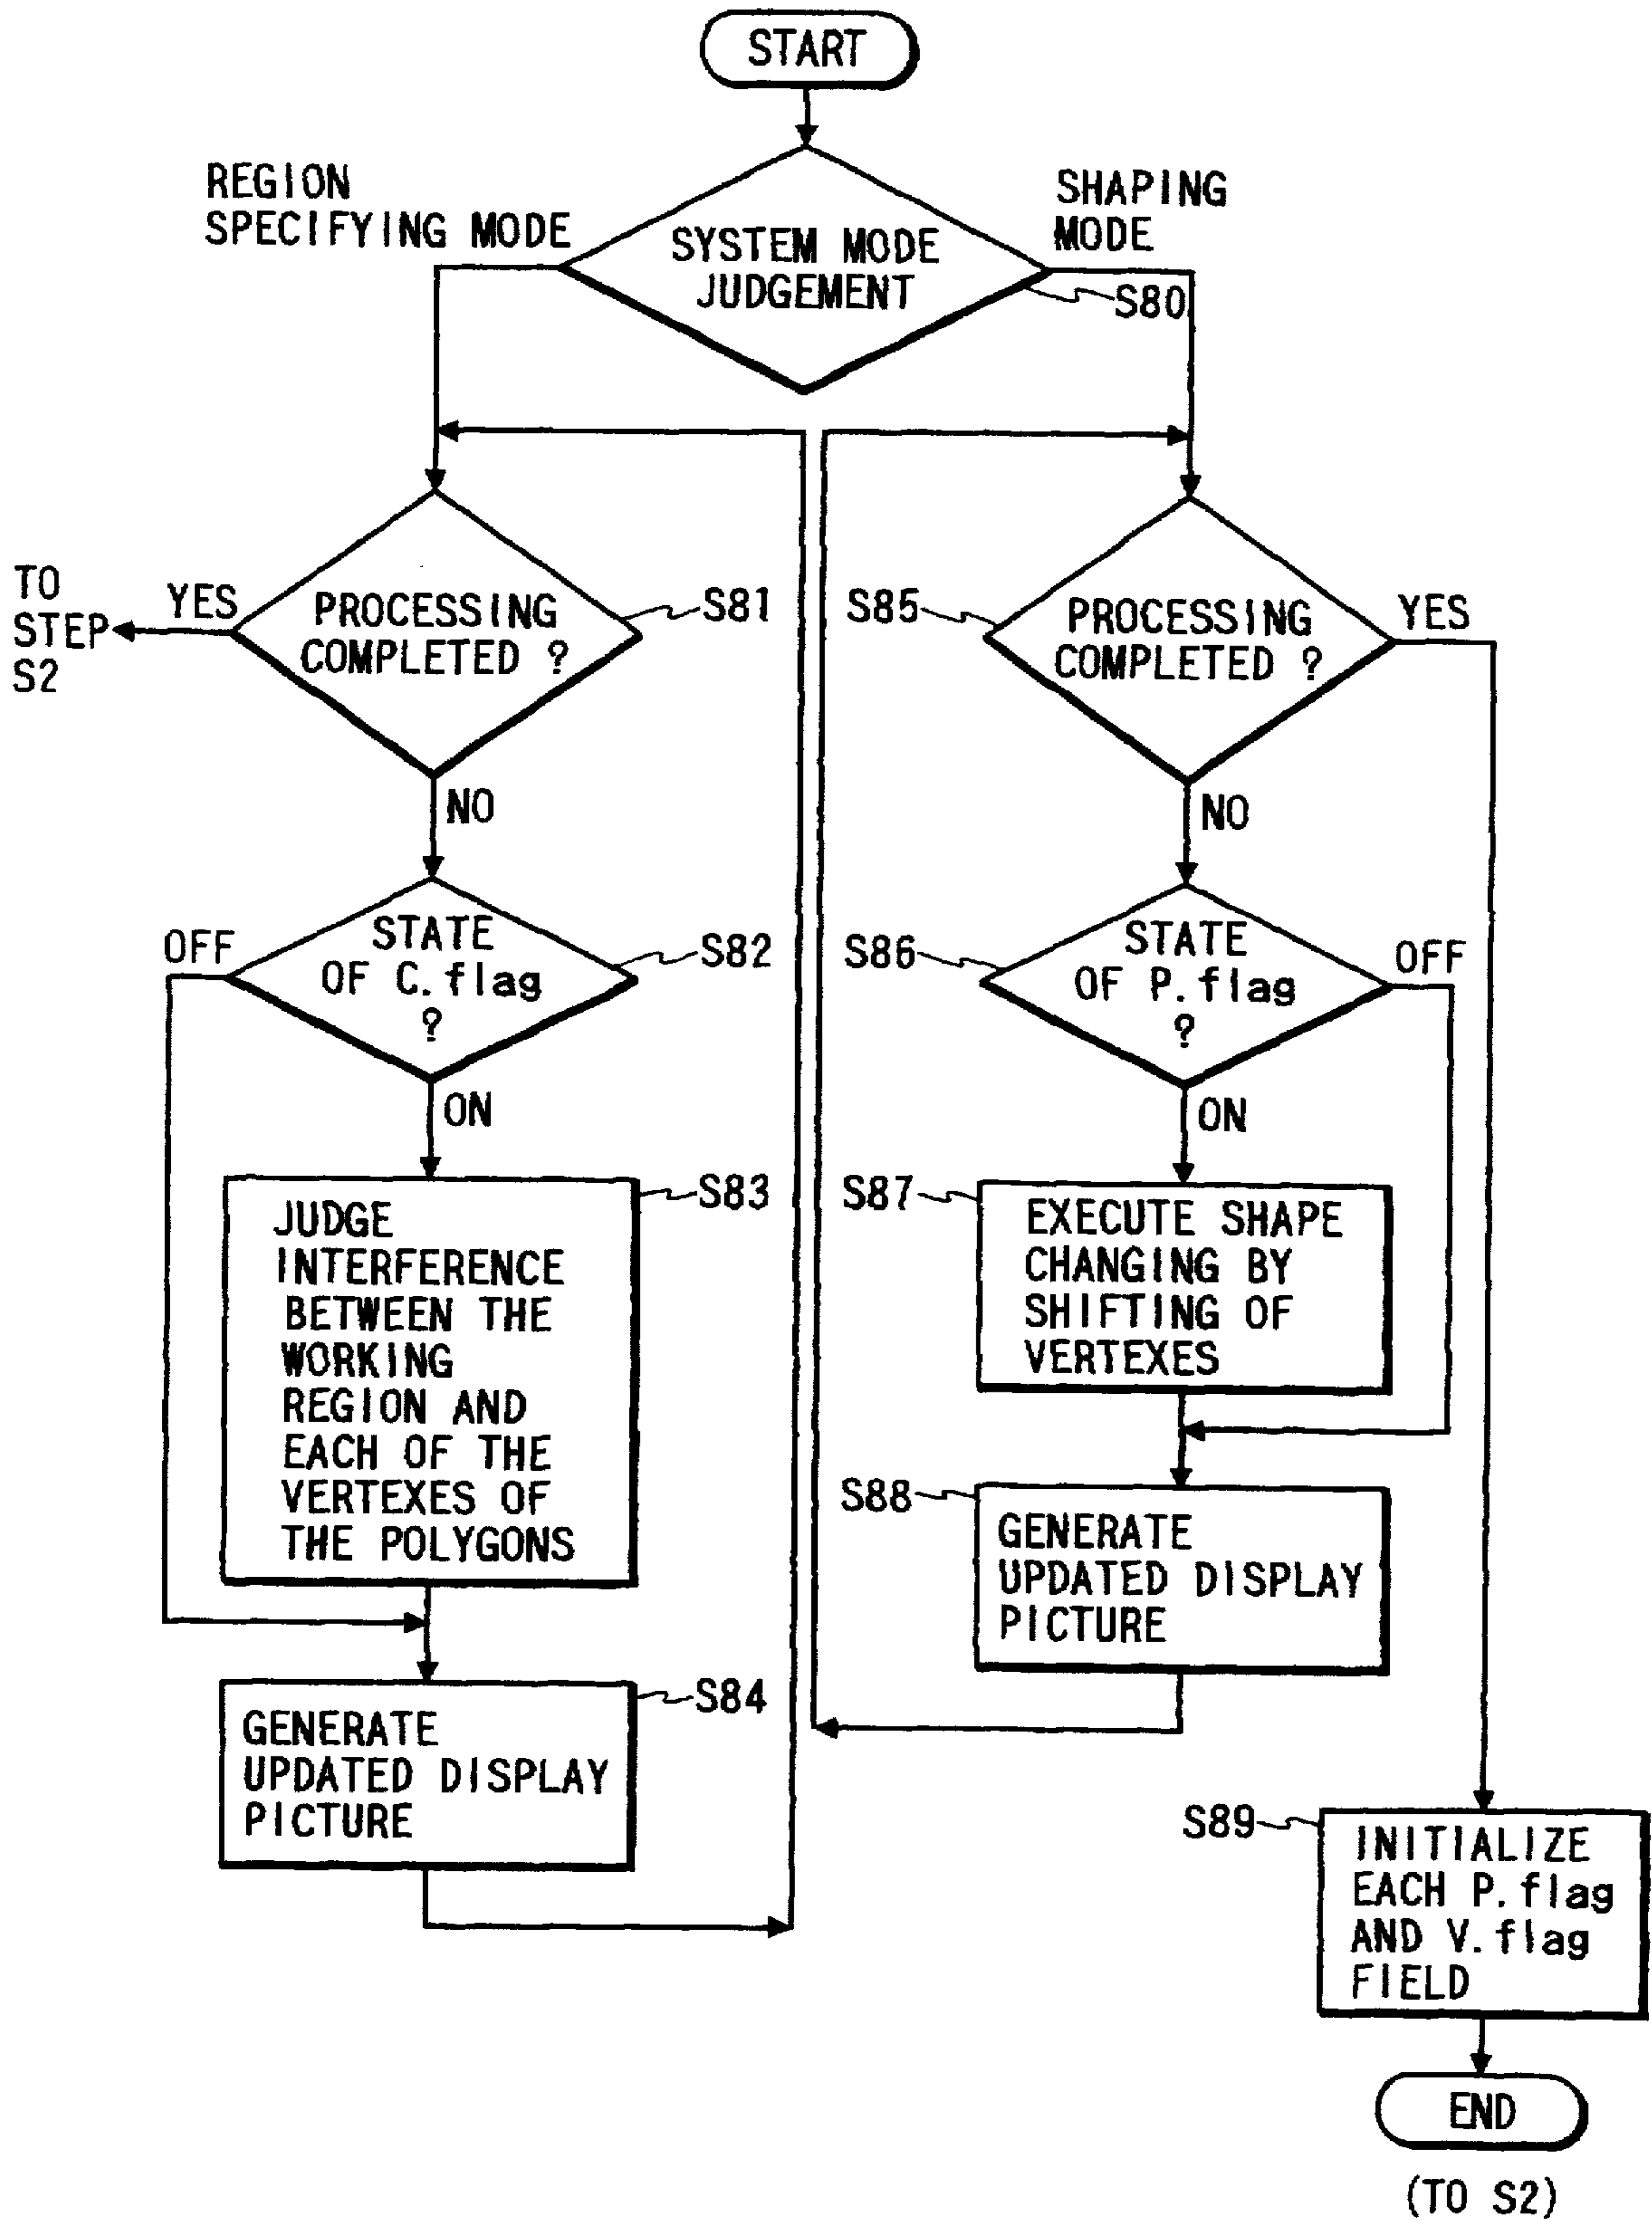 START
REGION
SPECIFYING MODE
SHAPING
MODE
SYSTEM MODE
JUDGEMENT
S80
TO
STEP
S2
YES
PROCESSING
COMPLETED ?
S81
NO
OFF
STATE
OF C.flag
?
S82
ON
JUDGE
INTERFERENCE
BETWEEN THE
WORKING
REGION AND
EACH OF THE
VERTEXES OF
THE POLYGONS
S83
GENERATE
UPDATED DISPLAY
PICTURE
S84
S85
PROCESSING
COMPLETED ?
YES
NO
S86
STATE
OF P.flag
?
OFF
ON
S87
EXECUTE SHAPE
CHANGING BY
SHIFTING OF
VERTEXES
S88
GENERATE
UPDATED DISPLAY
PICTURE
S89
INITIALIZE
EACH P.flag
AND V.flag
FIELD
END
(TO S2)